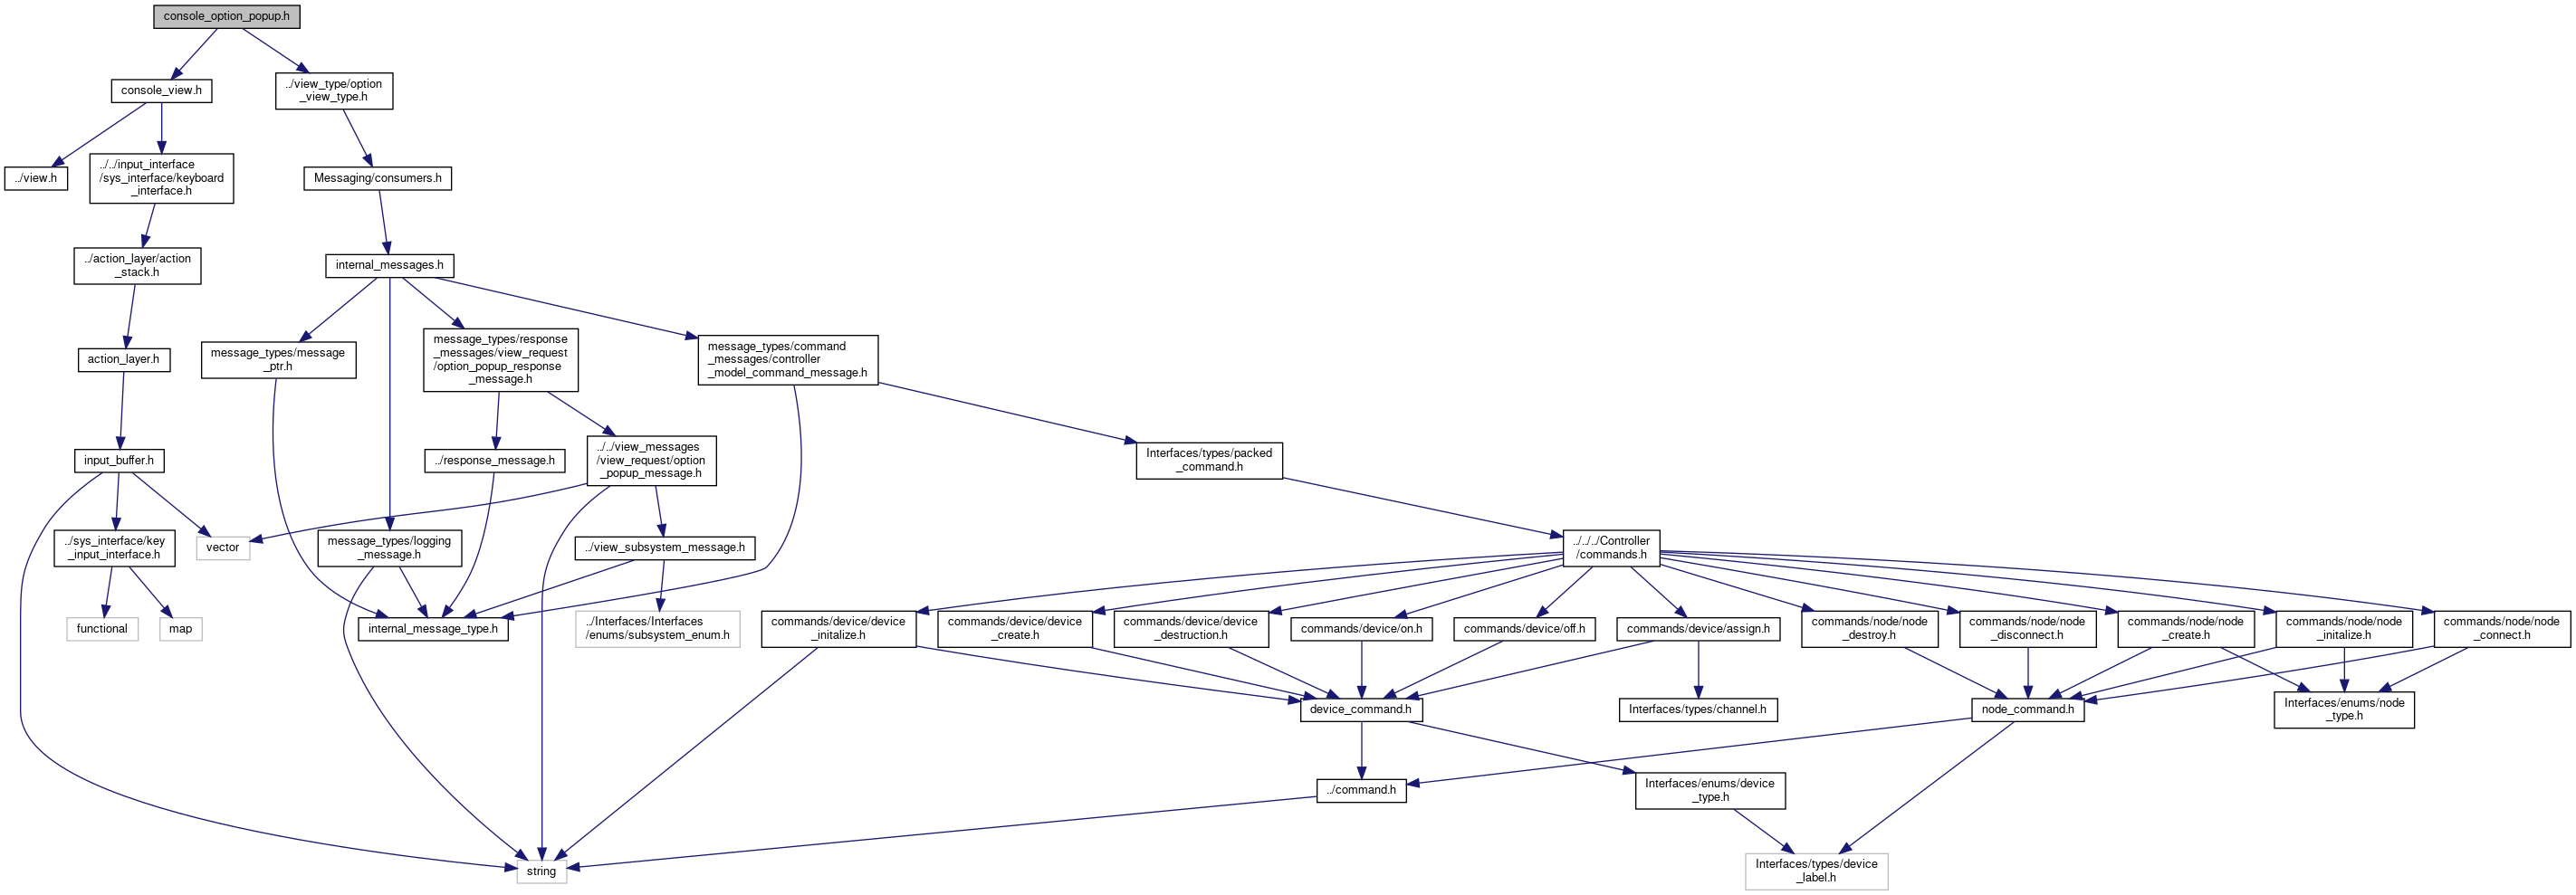 console_option_popup.h
console_view.h
../view_type/option
_view_type.h
../view.h
../../input_interface
/sys_interface/keyboard
_interface.h
Messaging/consumers.h
../action_layer/action
_stack.h
internal_messages.h
action_layer.h
message_types/message
_ptr.h
message_types/response
_messages/view_request
/option_popup_response
_message.h
message_types/command
_messages/controller
_model_command_message.h
input_buffer.h
../response_message.h
../../view_messages
/view_request/option
_popup_message.h
Interfaces/types/packed
_command.h
../sys_interface/key
_input_interface.h
vector
message_types/logging
_message.h
../view_subsystem_message.h
../../../Controller
/commands.h
functional
map
internal_message_type.h
../Interfaces/Interfaces
/enums/subsystem_enum.h
commands/device/device
_initalize.h
commands/device/device
_create.h
commands/device/device
_destruction.h
commands/device/on.h
commands/device/off.h
commands/device/assign.h
commands/node/node
_destroy.h
commands/node/node
_disconnect.h
commands/node/node
_create.h
commands/node/node
_initalize.h
commands/node/node
_connect.h
device_command.h
Interfaces/types/channel.h
node_command.h
Interfaces/enums/node
_type.h
../command.h
Interfaces/enums/device
_type.h
string
Interfaces/types/device
_label.h